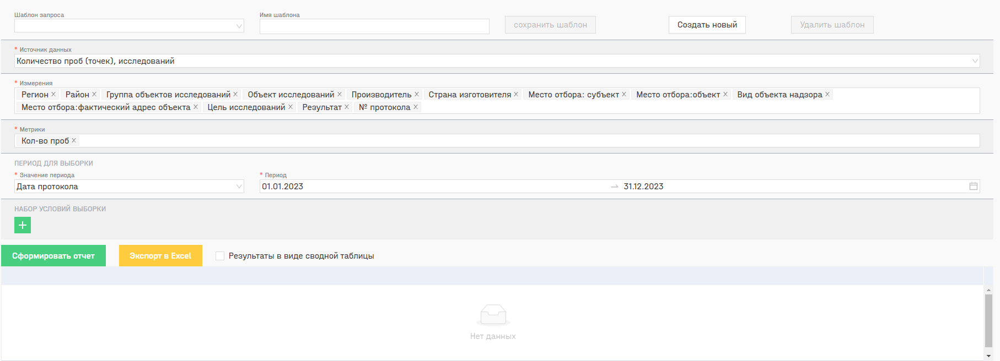 Шаблон запроса
Имя шаблона
сохранить шаблон
Создать новый
Удалить шаблон
* Источник данных
Количество проб (точек), исследований
* Измерения
Регион × Район × Группа объектов исследований × Объект исследований × Производитель × Страна изготовителя × Место отбора: субъект × Место отбора:объект × Вид объекта надзора ×
Место отбора:фактический адрес объекта × Цель исследований × Результат × № протокола ×
* Метрики
Кол-во проб ×
ПЕРИОД ДЛЯ ВЫБОРКИ
* Значение периода
* Период
Дата протокола
01.01.2023
31.12.2023
НАБОР УСЛОВИЙ ВЫБОРКИ
+
Сформировать отчет
Экспорт в Excel
Результаты в виде сводной таблицы
Нет данных